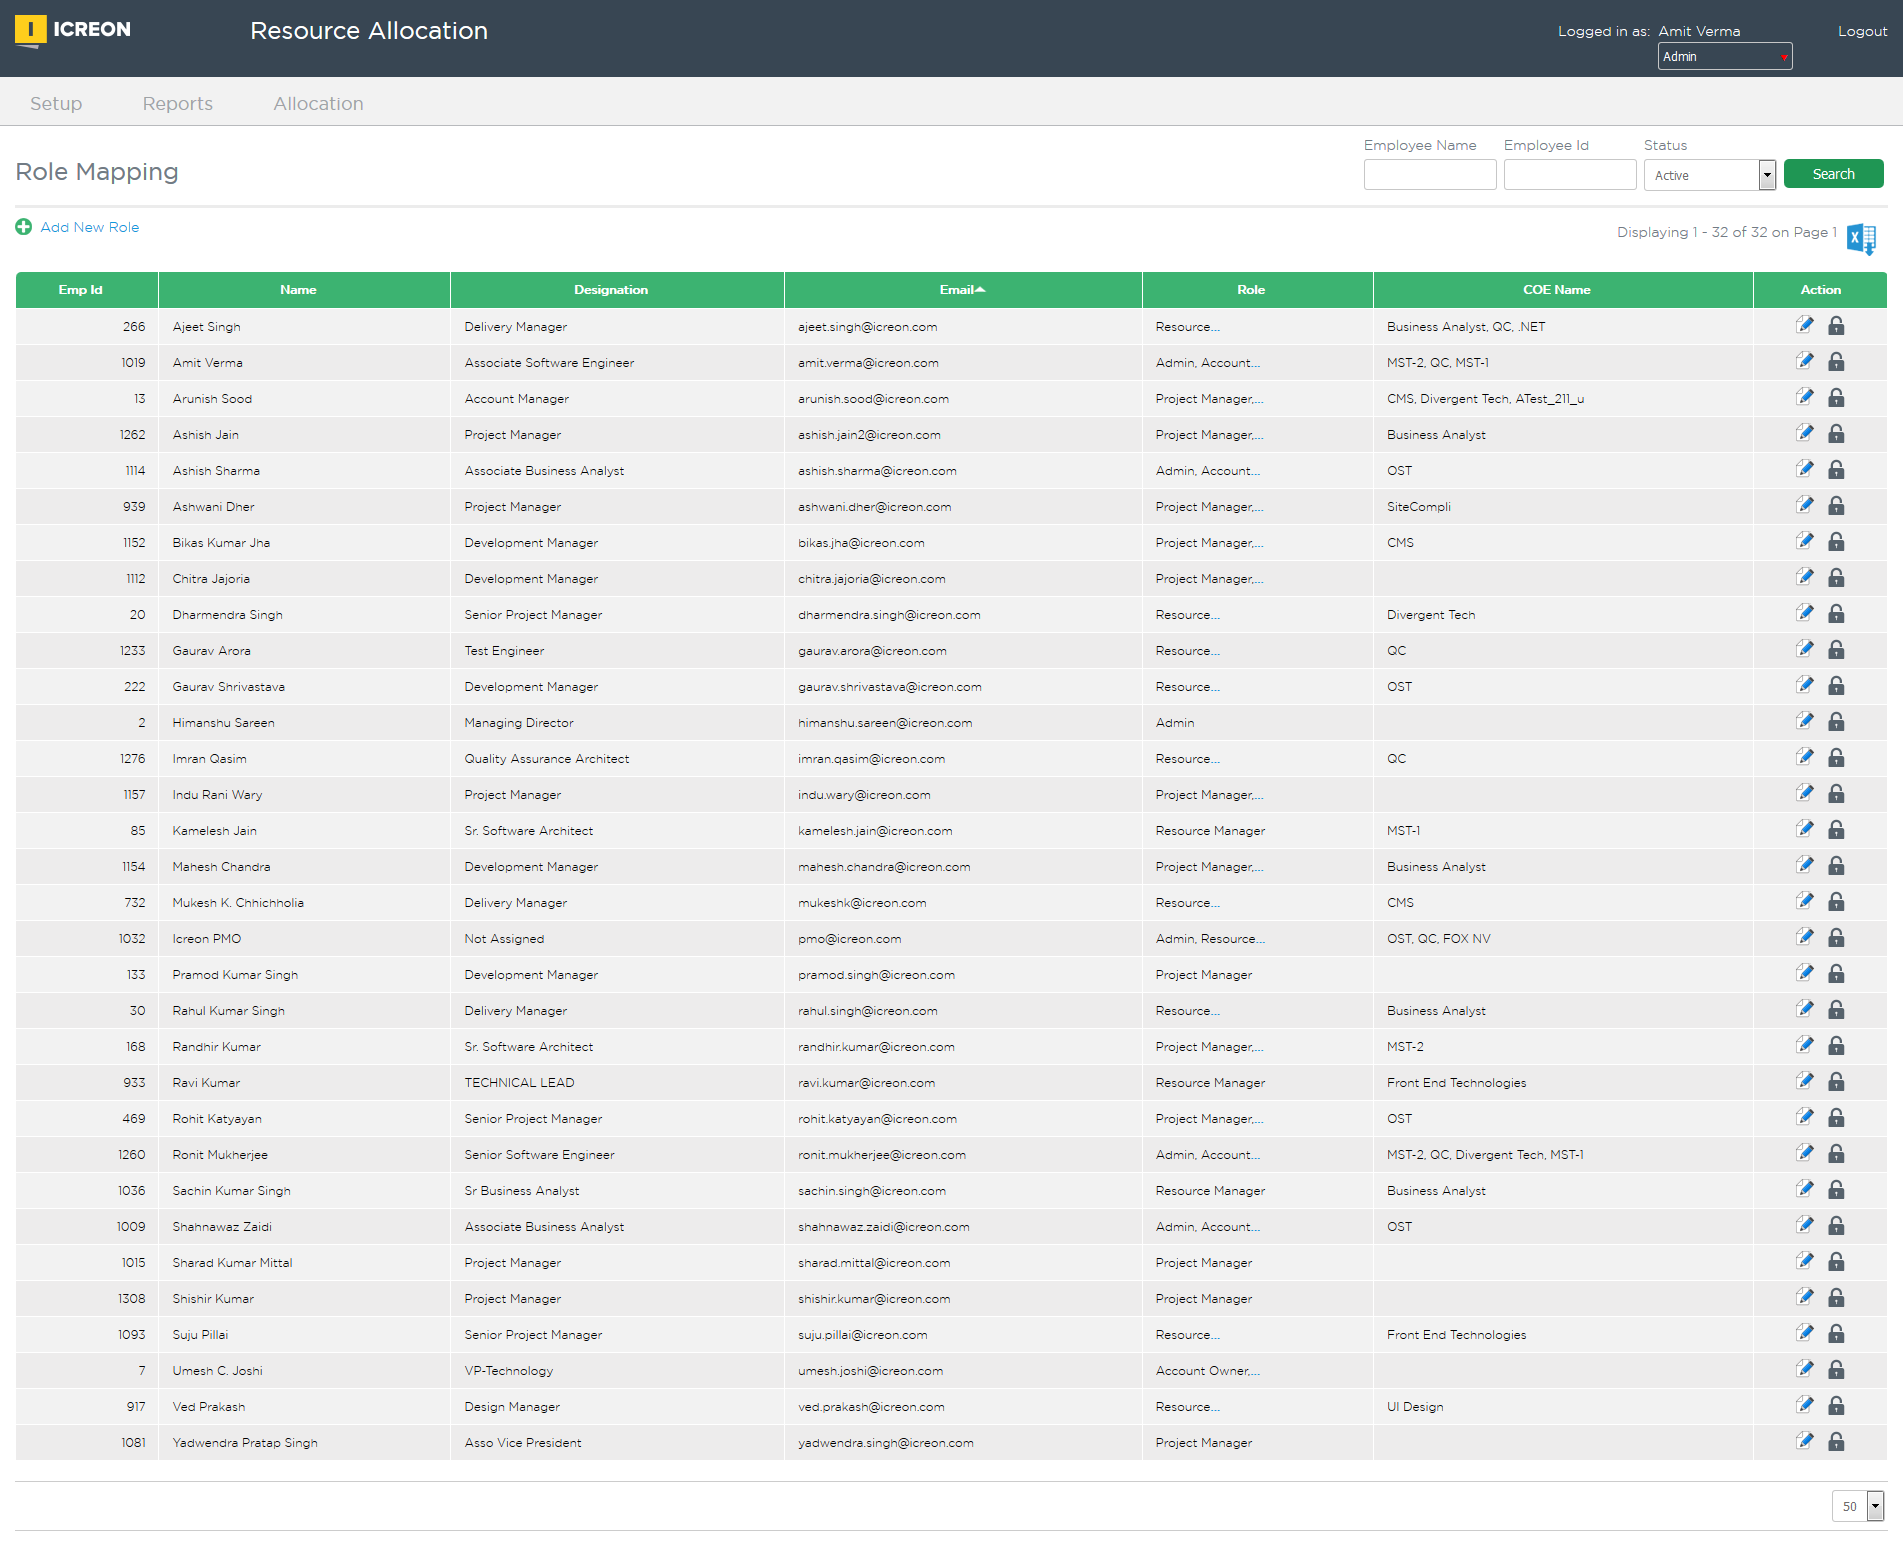 I ICREON
Resource Allocation
Logged in as: Amit Verma
Logout
Admin
Setup Reports Allocation
Role Mapping
Employee Name Employee Id Status
Active
Search
Add New Role
Displaying 1 - 32 of 32 on Page 1
X
Emp Id Name Designation Email Role COE Name Action
266 Ajeet Singh Delivery Manager ajeet.singh@icreon.com Resource... Business Analyst, QC, .NET
1019 Amit Verma Associate Software Engineer amit.verma@icreon.com Admin, Account... MST-2, QC, MST-1
13 Arunish Sood Account Manager arunish.sood@icreon.com Project Manager,... CMS, Divergent Tech, ATest_211_u
1262 Ashish Jain Project Manager ashish.jain2@icreon.com Project Manager,... Business Analyst
1114 Ashish Sharma Associate Business Analyst ashish.sharma@icreon.com Admin, Account... OST
939 Ashwani Dher Project Manager ashwani.dher@icreon.com Project Manager,... SiteCompli
1152 Bikas Kumar Jha Development Manager bikas.jha@icreon.com Project Manager,... CMS
1112 Chitra Jajoria Development Manager chitra.jajoria@icreon.com Project Manager,...
20 Dharmendra Singh Senior Project Manager dharmendra.singh@icreon.com Resource... Divergent Tech
1233 Gaurav Arora Test Engineer gaurav.arora@icreon.com Resource... QC
222 Gaurav Shrivastava Development Manager gaurav.shrivastava@icreon.com Resource... OST
2 Himanshu Sareen Managing Director himanshu.sareen@icreon.com Admin
1276 Imran Qasim Quality Assurance Architect imran.qasim@icreon.com Resource... QC
1157 Indu Rani Wary Project Manager indu.wary@icreon.com Project Manager,...
85 Kamelesh Jain Sr. Software Architect kamelesh.jain@icreon.com Resource Manager MST-1
1154 Mahesh Chandra Development Manager mahesh.chandra@icreon.com Project Manager,... Business Analyst
732 Mukesh K. Chhichholia Delivery Manager mukeshk@icreon.com Resource... CMS
1032 Icreon PMO Not Assigned pmo@icreon.com Admin, Resource... OST, QC, FOX NV
133 Pramod Kumar Singh Development Manager pramod.singh@icreon.com Project Manager
30 Rahul Kumar Singh Delivery Manager rahul.singh@icreon.com Resource... Business Analyst
168 Randhir Kumar Sr. Software Architect randhir.kumar@icreon.com Project Manager,... MST-2
933 Ravi Kumar TECHNICAL LEAD ravi.kumar@icreon.com Resource Manager Front End Technologies
469 Rohit Katyayan Senior Project Manager rohit.katyayan@icreon.com Project Manager,... OST
1260 Ronit Mukherjee Senior Software Engineer ronit.mukherjee@icreon.com Admin, Account... MST-2, QC, Divergent Tech, MST-1
1036 Sachin Kumar Singh Sr Business Analyst sachin.singh@icreon.com Resource Manager Business Analyst
1009 Shahnawaz Zaidi Associate Business Analyst shahnawaz.zaidi@icreon.com Admin, Account... OST
1015 Sharad Kumar Mittal Project Manager sharad.mittal@icreon.com Project Manager
1308 Shishir Kumar Project Manager shishir.kumar@icreon.com Project Manager
1093 Suju Pillai Senior Project Manager suju.pillai@icreon.com Resource... Front End Technologies
7 Umesh C. Joshi VP-Technology umesh.joshi@icreon.com Account Owner,...
917 Ved Prakash Design Manager ved.prakash@icreon.com Resource... UI Design
1081 Yadwendra Pratap Singh Asso Vice President yadwendra.singh@icreon.com Project Manager
50